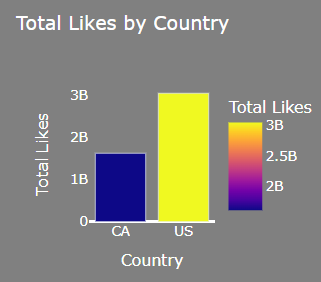 Total Likes by Country
Total Likes
3B
2B
1B
0
CA US
Country
Total Likes
3B
2.5B
2B